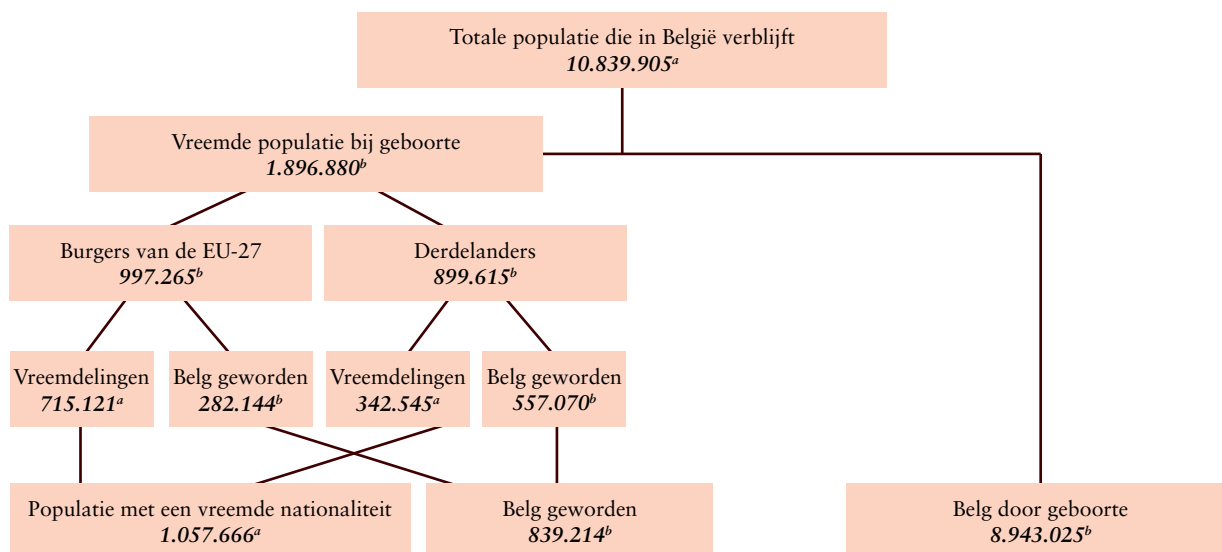 Totale populatie die in België verblijft
10.839.905ᵃ
Vreemde populatie bij geboorte
1.896.880ᵇ
Burgers van de EU-27
997.265ᵇ
Derdelanders
899.615ᵇ
Vreemdelingen
715.121ᵃ
Belg geworden
282.144ᵇ
Vreemdelingen
342.545ᵃ
Belg geworden
557.070ᵇ
Populatie met een vreemde nationaliteit
1.057.666ᵃ
Belg geworden
839.214ᵇ
Belg door geboorte
8.943.025ᵇ